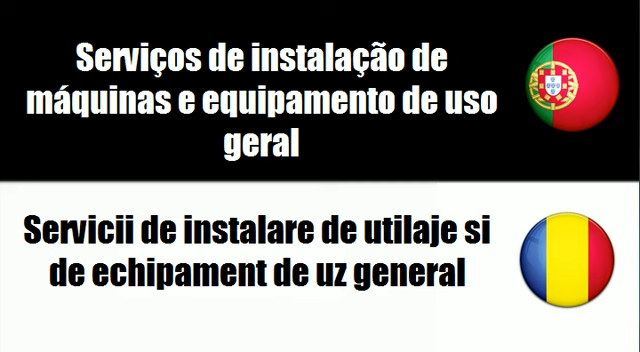 Serviços de instalação de
máquinas e equipamento de uso
geral
Servicii de instalare de utilaje si
de echipament de uz general